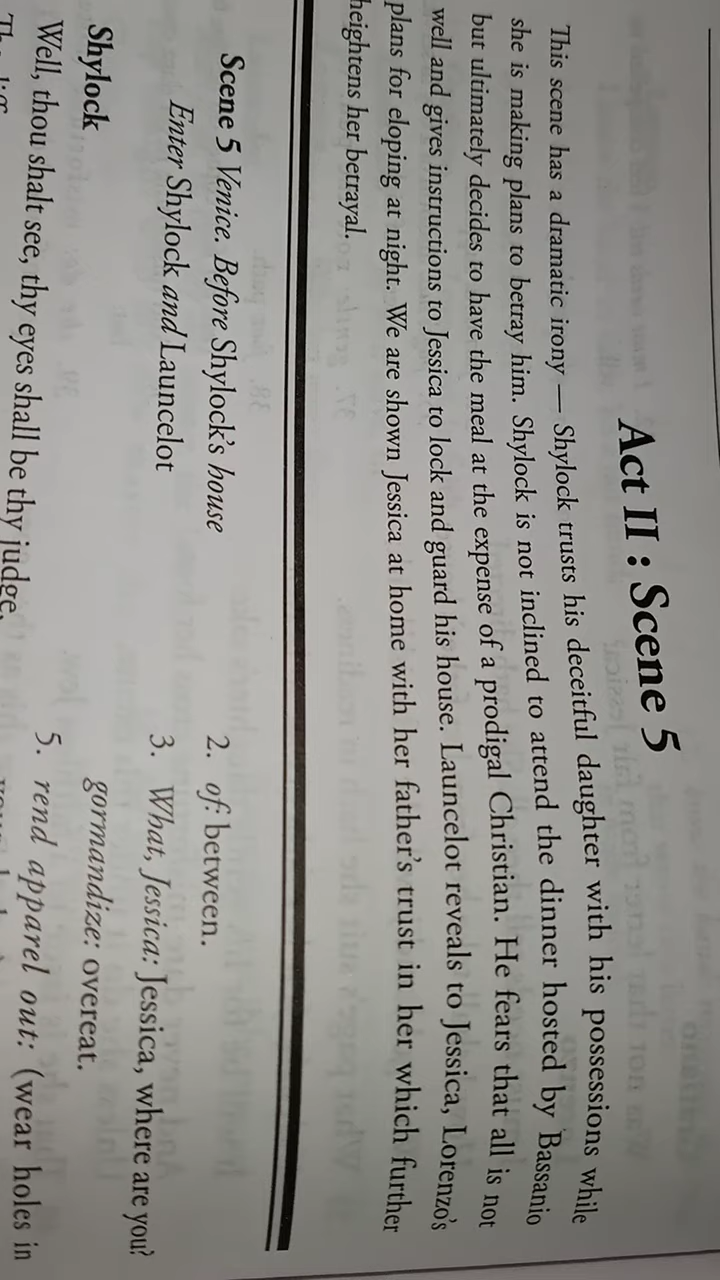 Act II : Scene 5
This scene has a dramatic irony — Shylock trusts his deceitful daughter with his possessions while
she is making plans to betray him. Shylock is not inclined to attend the dinner hosted by Bassanio
but ultimately decides to have the meal at the expense of a prodigal Christian. He fears that all is not
well and gives instructions to Jessica to lock and guard his house. Launcelot reveals to Jessica, Lorenzo's
plans for eloping at night. We are shown Jessica at home with her father's trust in her which further
heightens her betrayal.
Scene 5 Venice. Before Shylock's house
Enter Shylock and Launcelot
Shylock
Well, thou shalt see, thy eyes shall be thy judge,
2. of: between.
3. What, Jessica: Jessica, where are you?
gormandize: overeat.
5. rend apparel out: (wear holes in